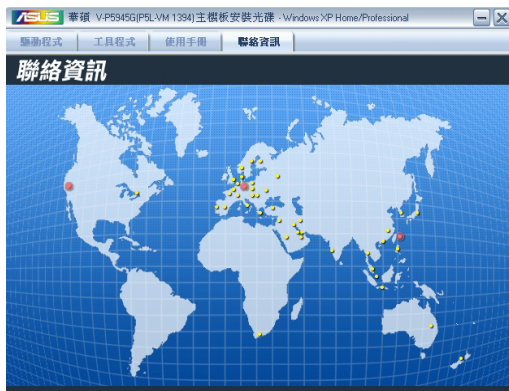 ASUS 華碩 V-P5945G(P5L-VM 1394)主機板安裝光碟 - Windows XP Home/Professional
驅動程式 工具程式 使用手冊 聯絡資訊
聯絡資訊